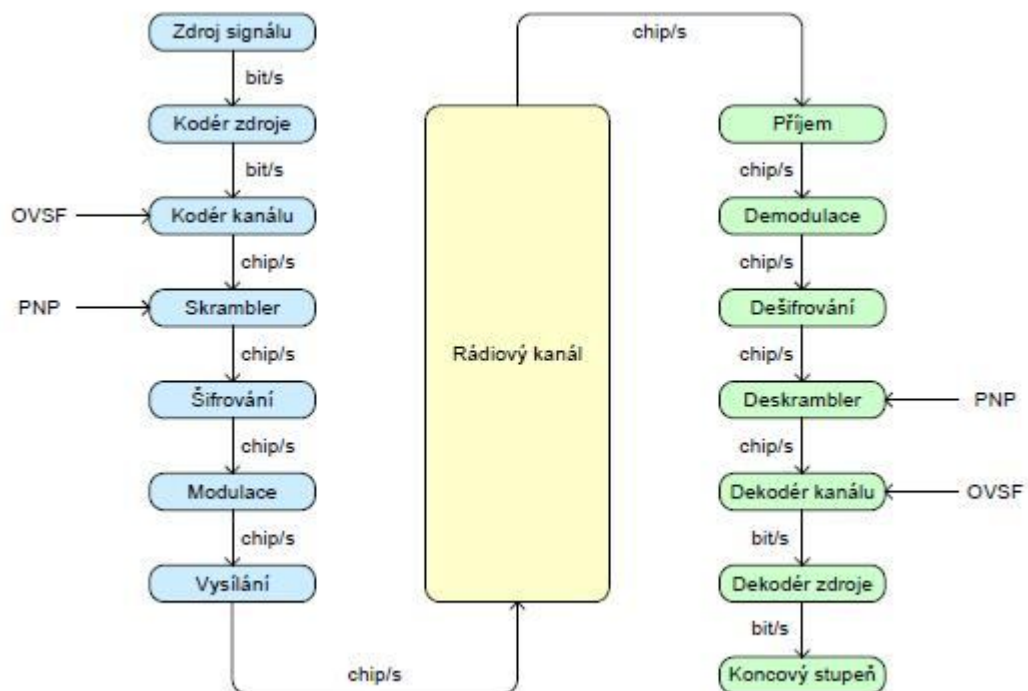 Zdroj signálu
bit/s
Kodér zdroje
bit/s
OVSF
Kodér kanálu
chip/s
PNP
Skrambler
chip/s
Šifrování
chip/s
Modulace
chip/s
Vysílání
chip/s
Rádiový kanál
chip/s
Příjem
chip/s
Demodulace
chip/s
Dešifrování
chip/s
Deskrambler
PNP
chip/s
Dekodér kanálu
OVSF
bit/s
Dekodér zdroje
bit/s
Koncový stupeň